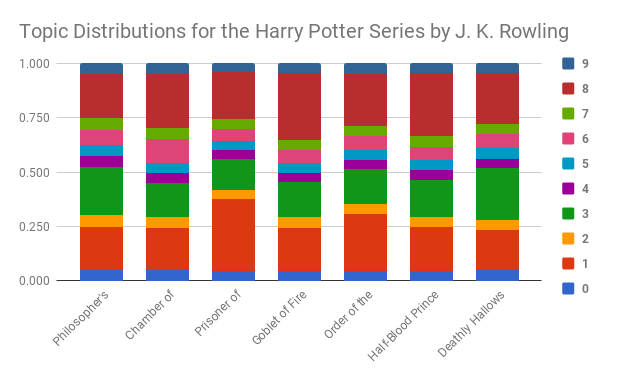 Topic Distributions for the Harry Potter Series by J. K. Rowling
1.000
0.750
0.500
0.250
0.000
Philosopher's
Chamber of
Prisoner of
Goblet of Fire
Order of the
Half-Blood Prince
Deathly Hallows
9
8
7
6
5
4
3
2
1
0